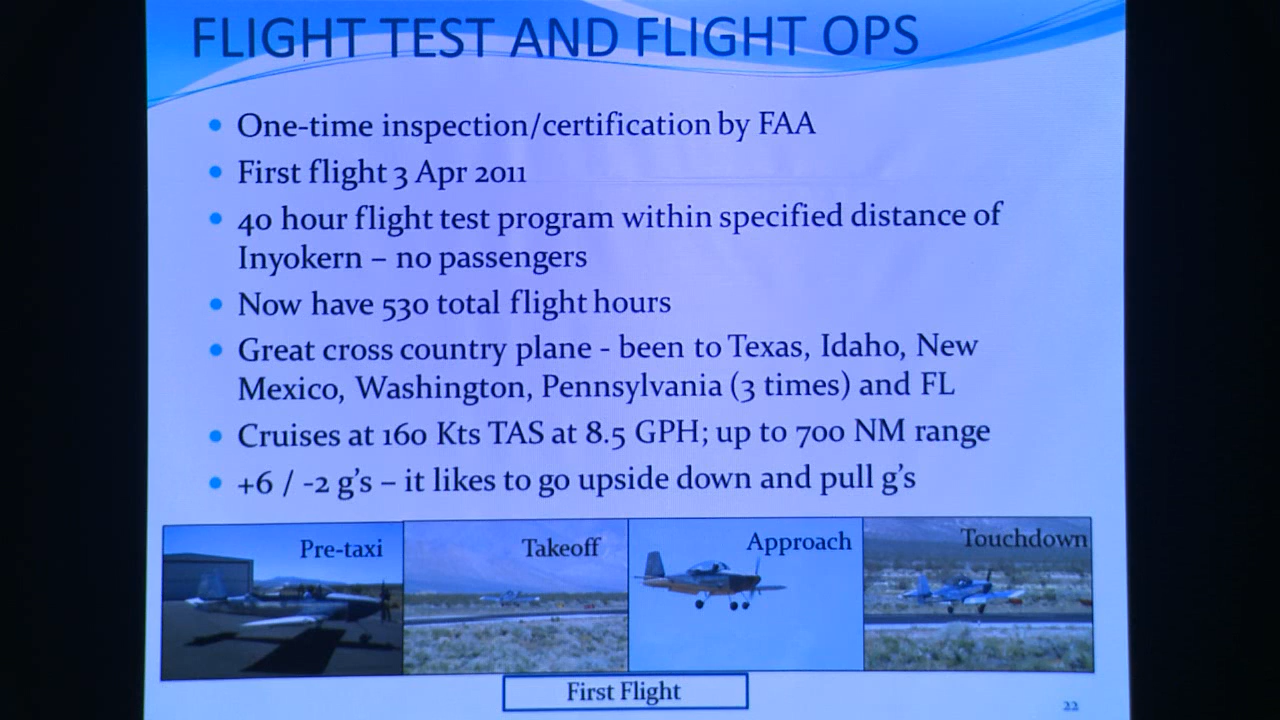 FLIGHT TEST AND FLIGHT OPS
• One-time inspection/certification by FAA
• First flight 3 Apr 2011
• 40 hour flight test program within specified distance of
Inyokern – no passengers
• Now have 530 total flight hours
• Great cross country plane - been to Texas, Idaho, New
Mexico, Washington, Pennsylvania (3 times) and FL
• Cruises at 160 Kts TAS at 8.5 GPH; up to 700 NM range
• +6 / -2 g's – it likes to go upside down and pull g's
Pre-taxi
Takeoff
Approach
Touchdown
First Flight
22